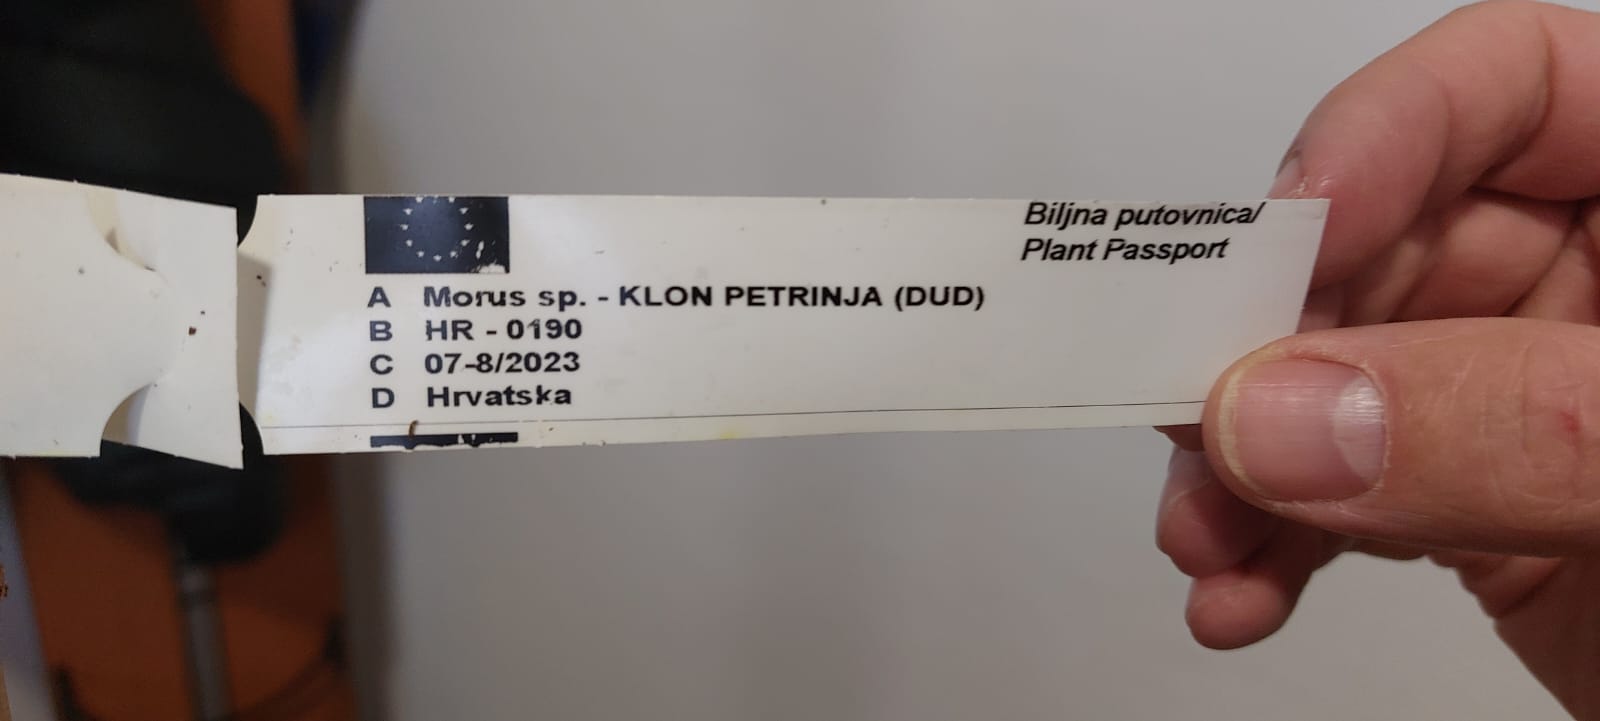 Biljna putovnica/
Plant Passport
A Morus sp. - KLON PETRINJA (DUD)
B HR - 0190
C 07-8/2023
D Hrvatska